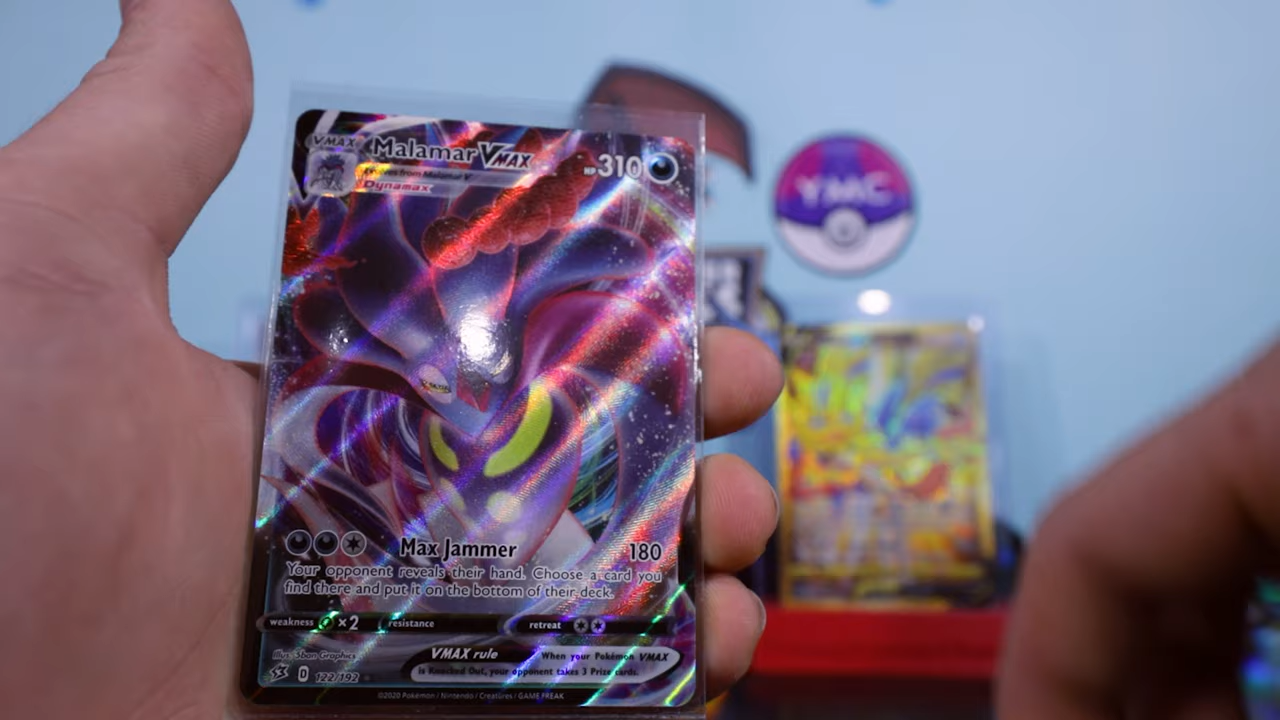 VMAX Malamar VMAX HP 310
Evolves from Malamar V
Dynamax
Max Jammer 180
Your opponent reveals their hand. Choose a card you
find there and put it on the bottom of their deck.
weakness ×2 resistance retreat
Illus. 5ban Graphics
VMAX rule When your Pokémon VMAX
is Knocked Out, your opponent takes 3 Prize cards.
D 122/192
©2020 Pokémon / Nintendo / Creatures / GAME FREAK
YMC